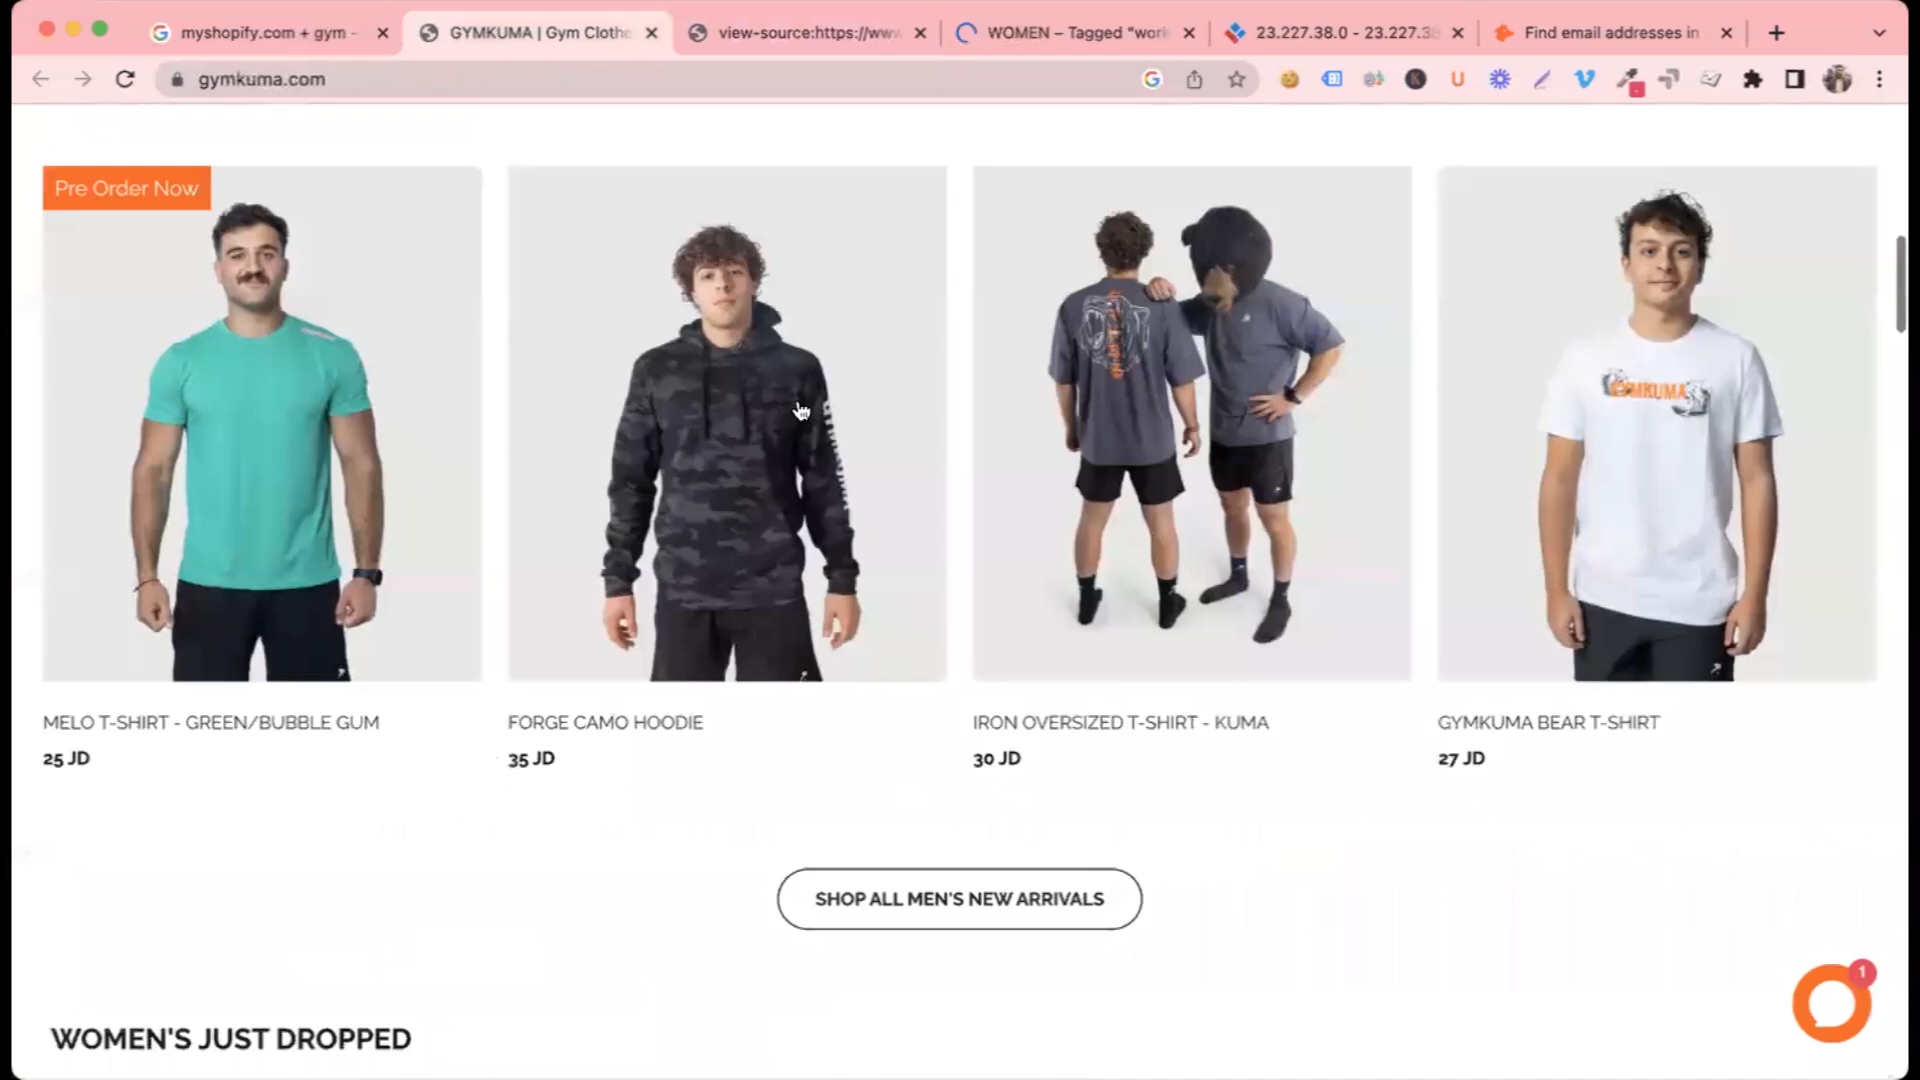 myshopify.com + gym -
GYMKUMA | Gym Clothe
view-source:https://www
WOMEN – Tagged "work
23.227.38.0 - 23.227.38
Find email addresses in
gymkuma.com
Pre Order Now
GYMKUMA
MELO T-SHIRT - GREEN/BUBBLE GUM
FORGE CAMO HOODIE
IRON OVERSIZED T-SHIRT - KUMA
GYMKUMA BEAR T-SHIRT
25 JD
35 JD
30 JD
27 JD
SHOP ALL MEN'S NEW ARRIVALS
1
WOMEN'S JUST DROPPED